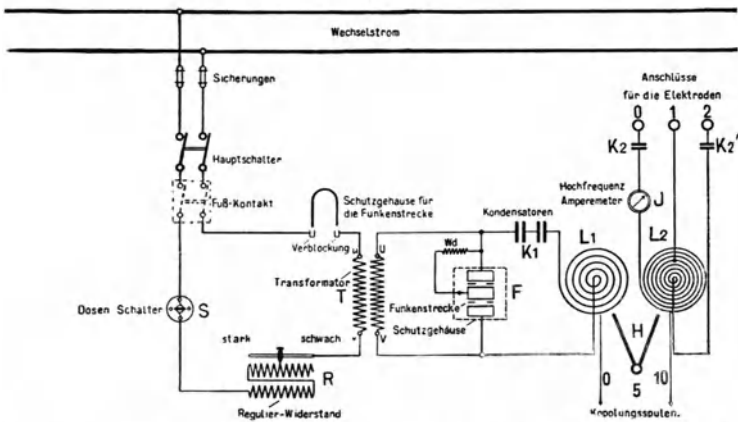 Wechselstrom
Sicherungen
Anschlüsse
für die Elektroden
0 1 2
K2 K2'
Hauptschalter
Fuß-Kontakt
Schutzgehäuse für
die Funkenstrecke
Verblockung
Hochfrequenz
Amperemeter
J
Kondensatoren
K1
L1
L2
u U
Wd
Transformator
T
F
Funkenstrecke
Schutzgehäuse
Dosen Schalter
S
stark schwach
v V
R
Regulier-Widerstand
H
0 5 10
Kopolungsspulen.